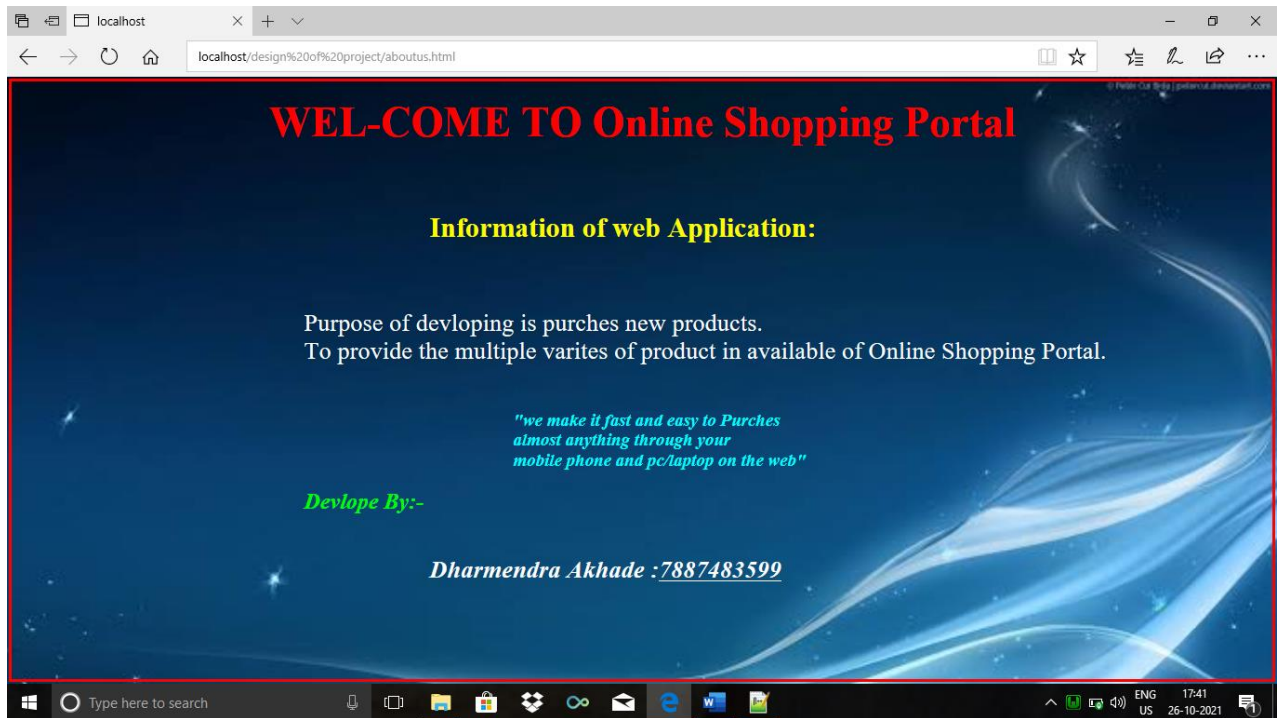 localhost
localhost/design%20of%20project/aboutus.html
WEL-COME TO Online Shopping Portal
Information of web Application:
Purpose of devloping is purches new products.
To provide the multiple varites of product in available of Online Shopping Portal.
"we make it fast and easy to Purches
almost anything through your
mobile phone and pc/laptop on the web"
Devlope By:-
Dharmendra Akhade :7887483599
Type here to search
ENG
US
17:41
26-10-2021